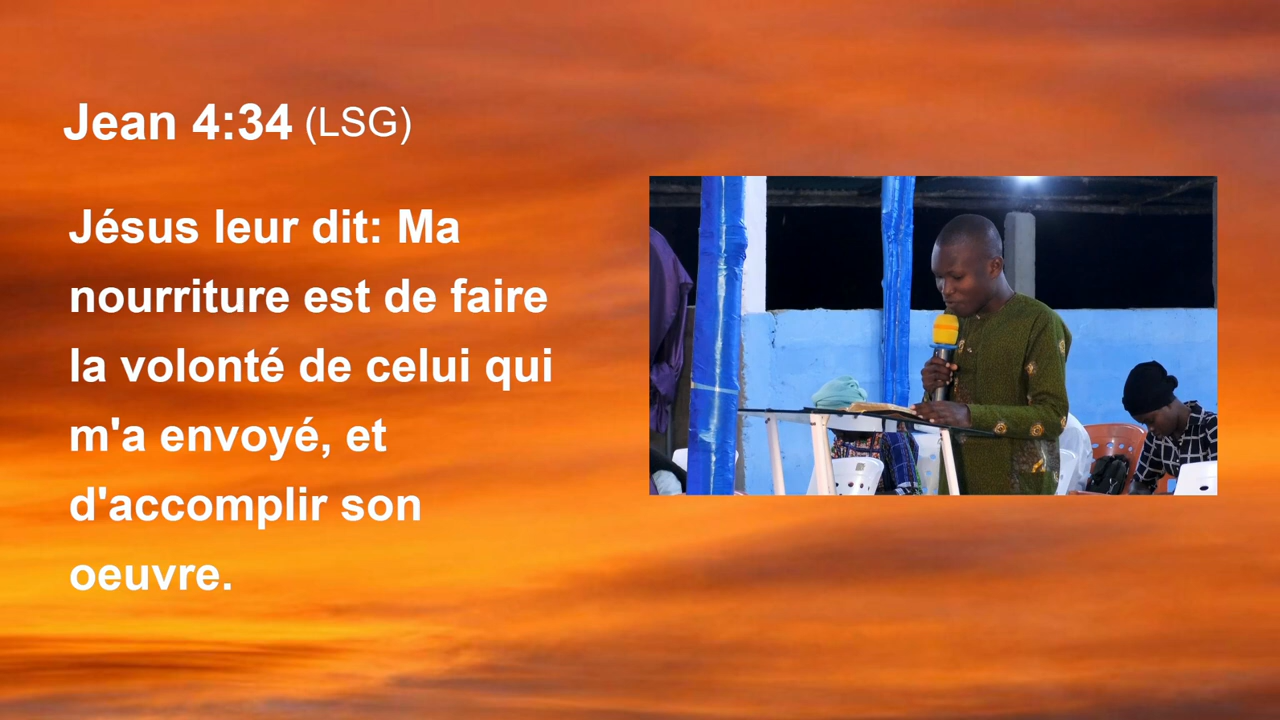 Jean 4:34 (LSG)
Jésus leur dit: Ma
nourriture est de faire
la volonté de celui qui
m'a envoyé, et
d'accomplir son
oeuvre.